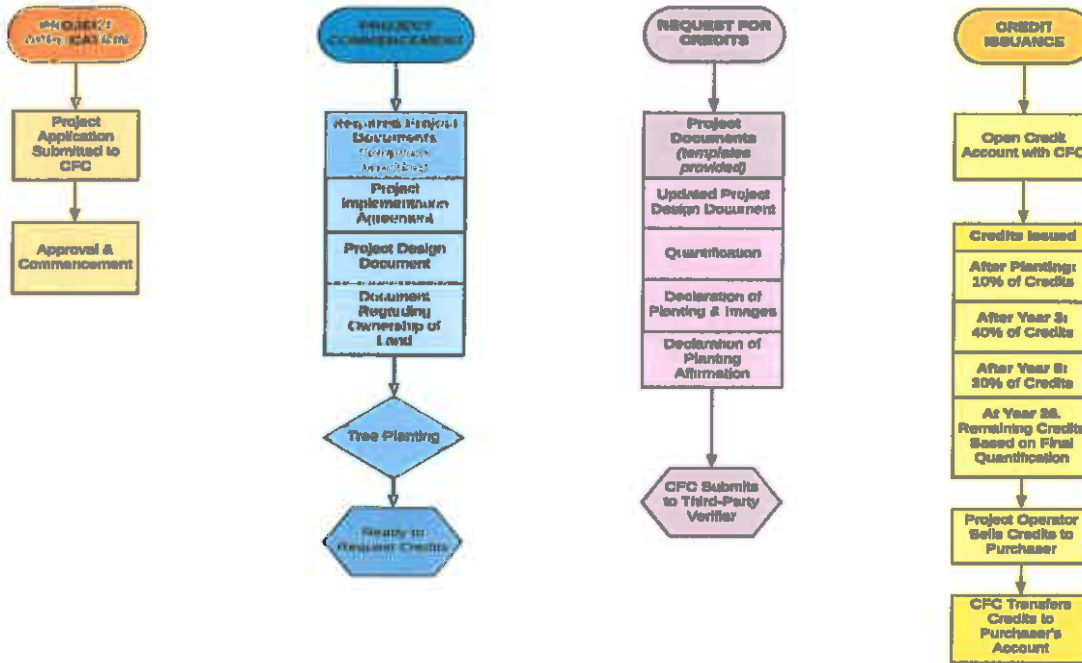 PROJECT
APPLICATION
Project
Application
Submitted to
CFC
Approval &
Commencement
PROJECT
COMMENCEMENT
Required Project
Documents
Project
Implementation
Agreement
Project Design
Document
Document
Regrading
Ownership of
Land
Tree Planting
Ready to
Request Credits
REQUEST FOR
CREDITS
Project
Documents
(templates
provided)
Updated Project
Design Document
Quantification
Declaration of
Planting & Images
Declaration of
Planting
Affirmation
CFC Submits
to Third-Party
Verifier
CREDIT
ISSUANCE
Open Credit
Account with CFC
Credits Issued
After Planting:
10% of Credits
After Year 3:
40% of Credits
After Year
of Credits
At Year 26,
Remaining Credits
Based on Final
Quantification
Project Operator
Sells Credits to
Purchaser
CFC Transfers
Credits to
Purchaser's
Account